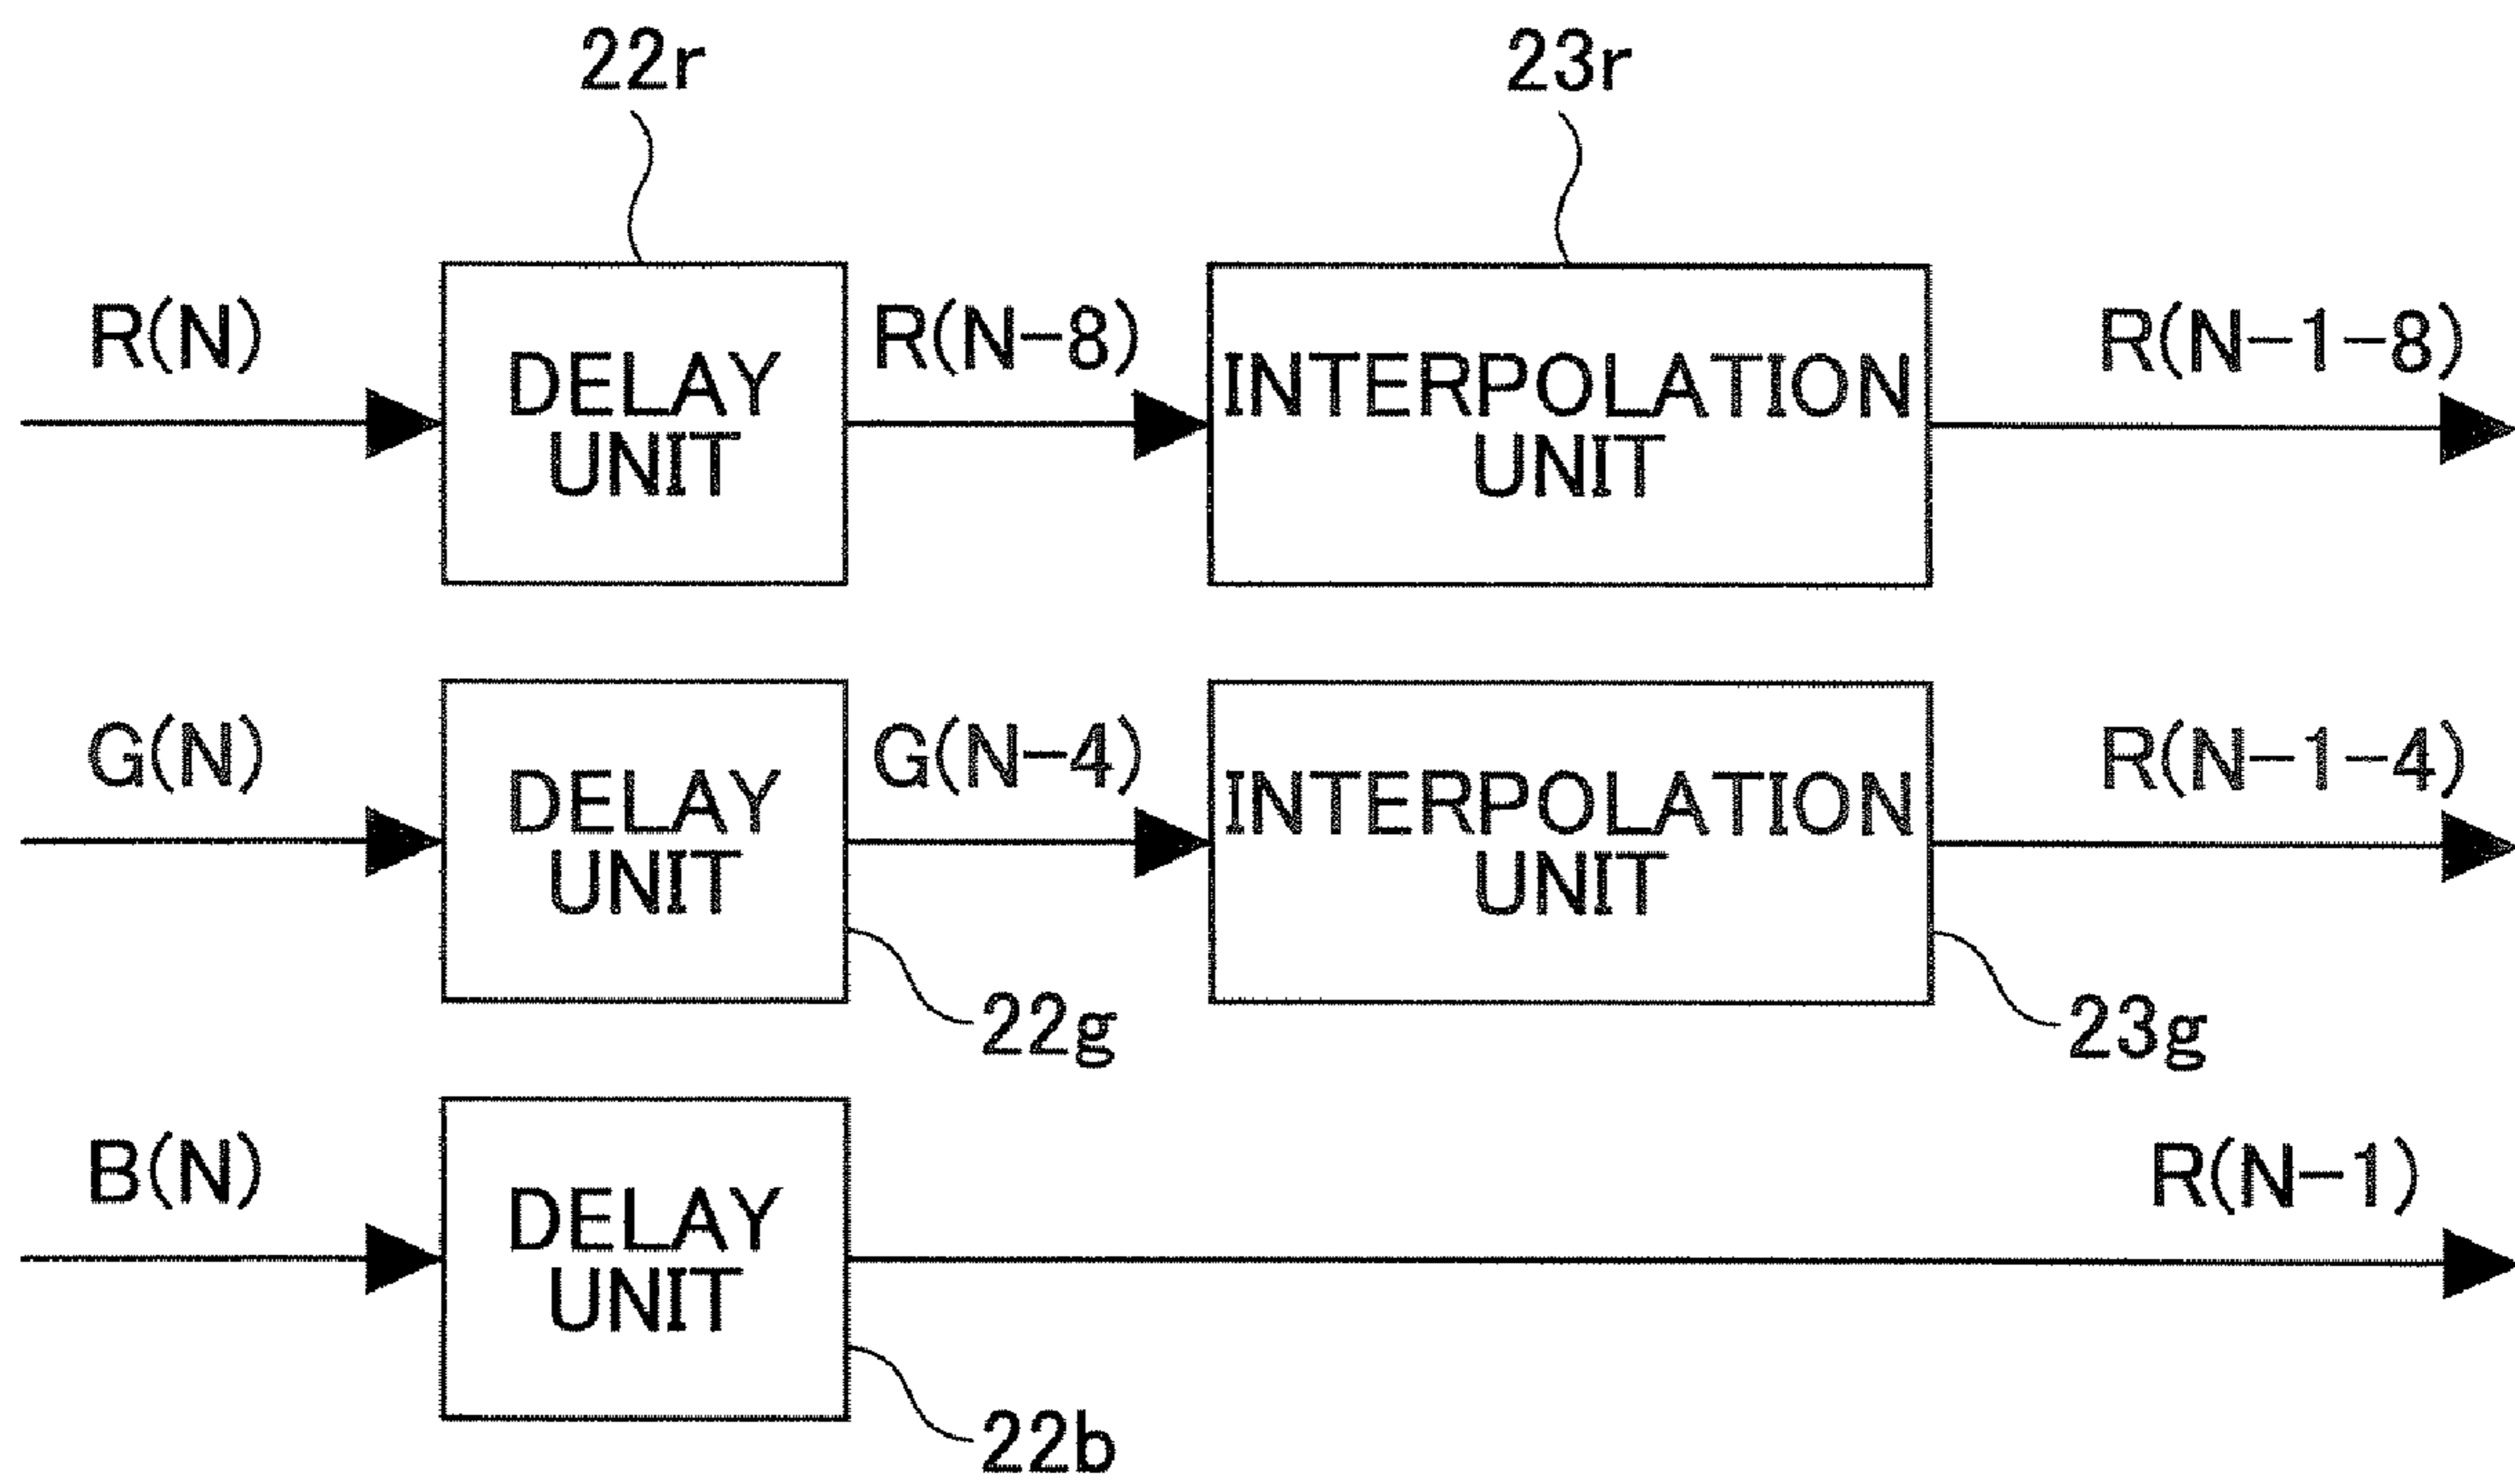 22r
23r
R(N)
DELAY
UNIT
R(N-8)
INTERPOLATION
UNIT
R(N-1-8)
G(N)
DELAY
UNIT
G(N-4)
INTERPOLATION
UNIT
R(N-1-4)
22g
23g
B(N)
DELAY
UNIT
R(N-1)
22b